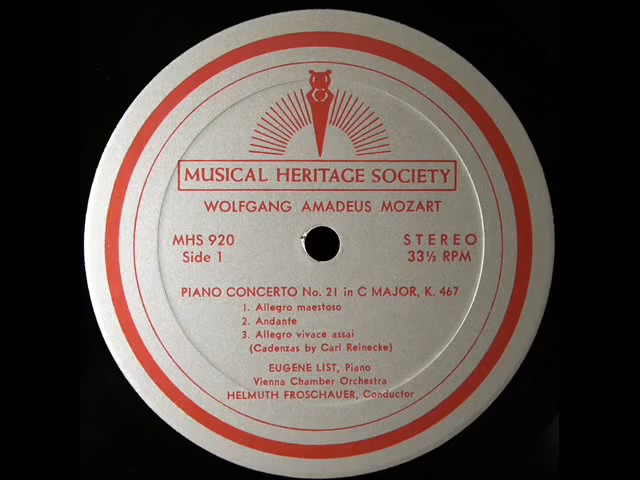 MUSICAL HERITAGE SOCIETY
WOLFGANG AMADEUS MOZART
MHS 920
Side 1
STEREO
33⅓ RPM
PIANO CONCERTO No. 21 in C MAJOR, K. 467
1. Allegro maestoso
2. Andante
3. Allegro vivace assai
(Cadenzas by Carl Reinecke)
EUGENE LIST, Piano
Vienna Chamber Orchestra
HELMUTH FROSCHAUER, Conductor